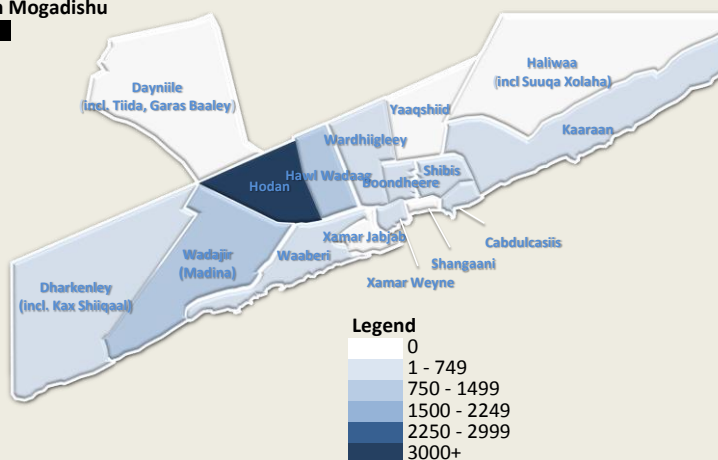 Mogadishu
Dayniile
(incl. Tiida, Garas Baaley)
Haliwaa
(incl Suuqa Xolaha)
Yaaqshiid
Kaaraan
Wardhiigleey
Hawl Wadaag
Hodan
Shibis
Boondheere
Xamar Jabjab
Cabdulcasiis
Shangaani
Xamar Weyne
Waaberi
Wadajir
(Madina)
Dharkenley
(incl. Kax Shiiqaal)
Legend
0
1 - 749
750 - 1499
1500 - 2249
2250 - 2999
3000+